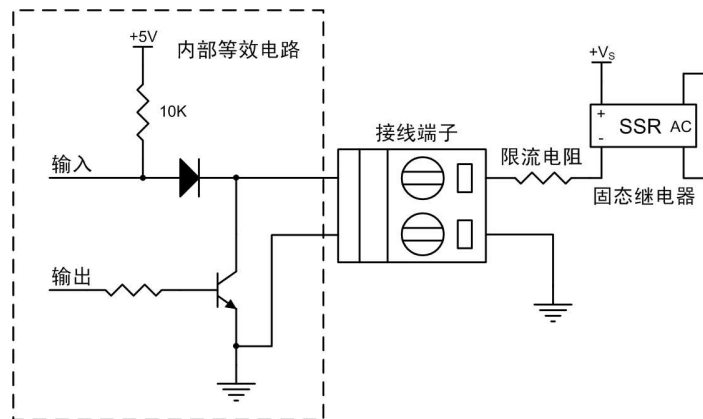 +5V
内部等效电路
10K
输入
输出
接线端子
限流电阻
+Vs
+
-
SSR
AC
固态继电器